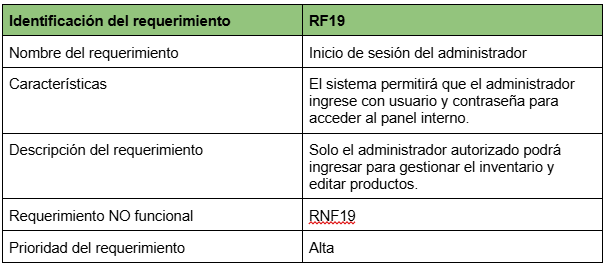 Identificación del requerimiento RF19
Nombre del requerimiento Inicio de sesión del administrador
Características El sistema permitirá que el administrador
ingrese con usuario y contraseña para
acceder al panel interno.
Descripción del requerimiento Solo el administrador autorizado podrá
ingresar para gestionar el inventario y
editar productos.
Requerimiento NO funcional RNF19
Prioridad del requerimiento Alta